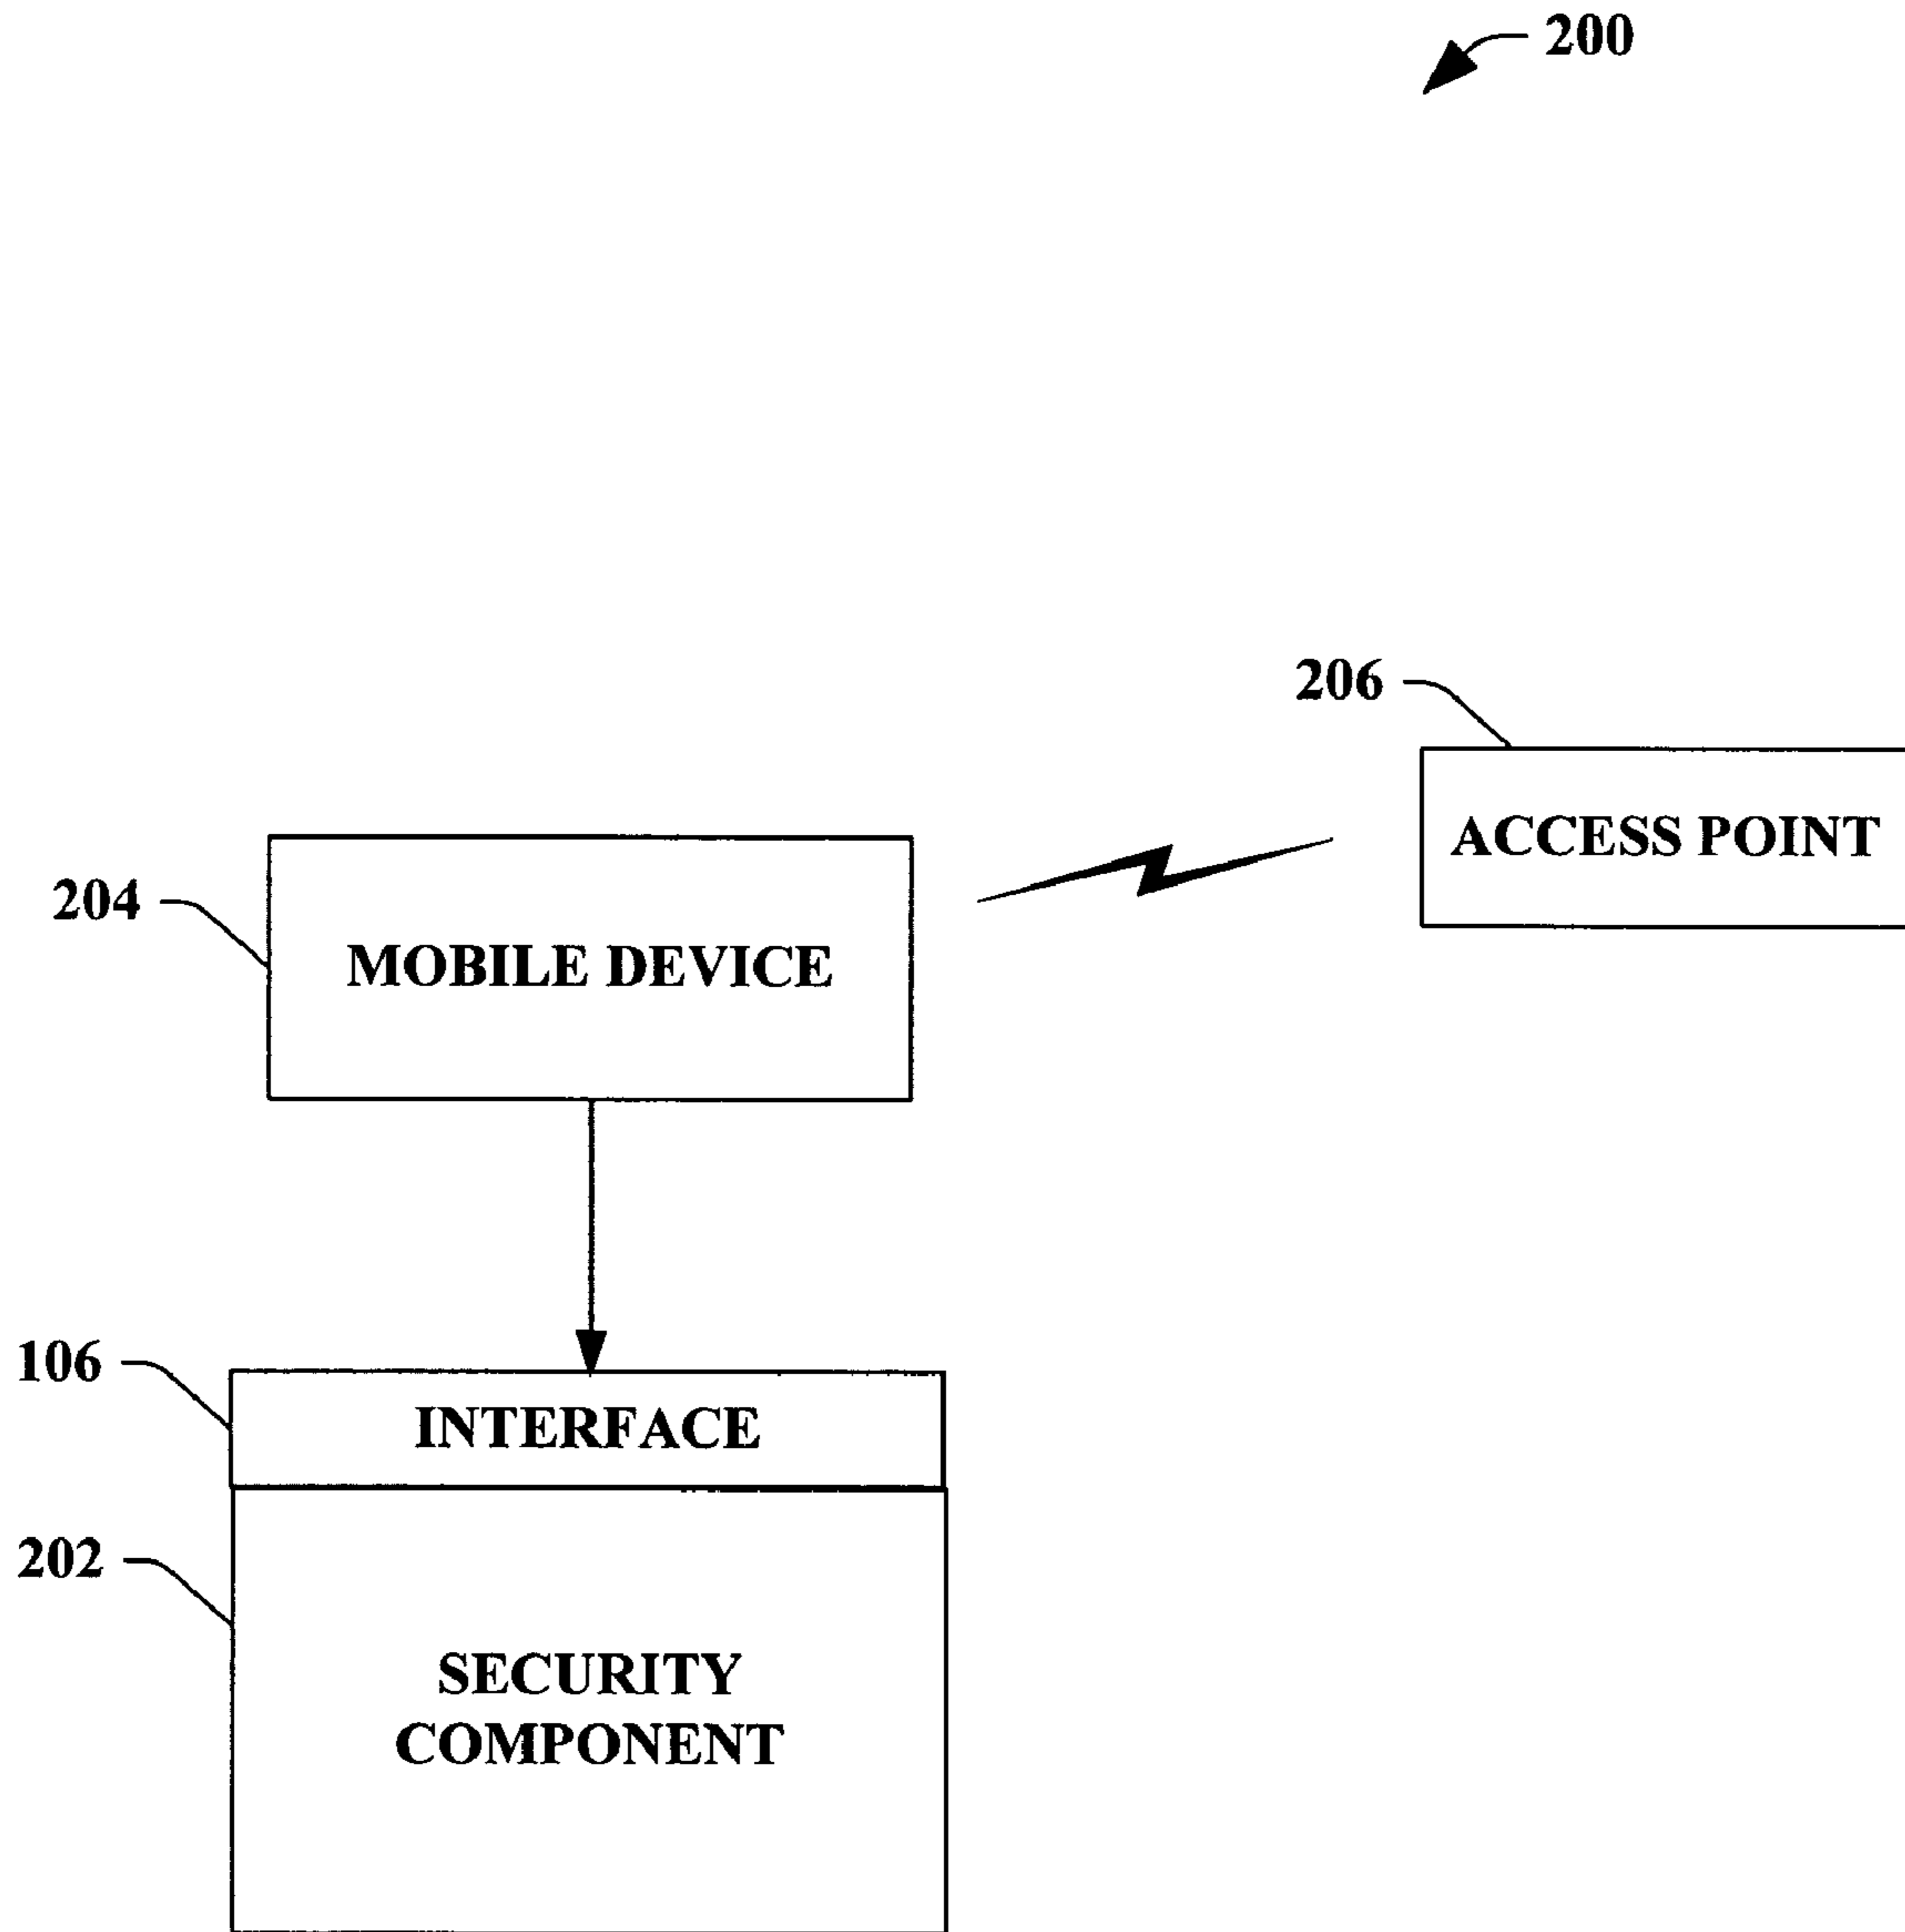 200
206
ACCESS POINT
204
MOBILE DEVICE
106
INTERFACE
202
SECURITY
COMPONENT